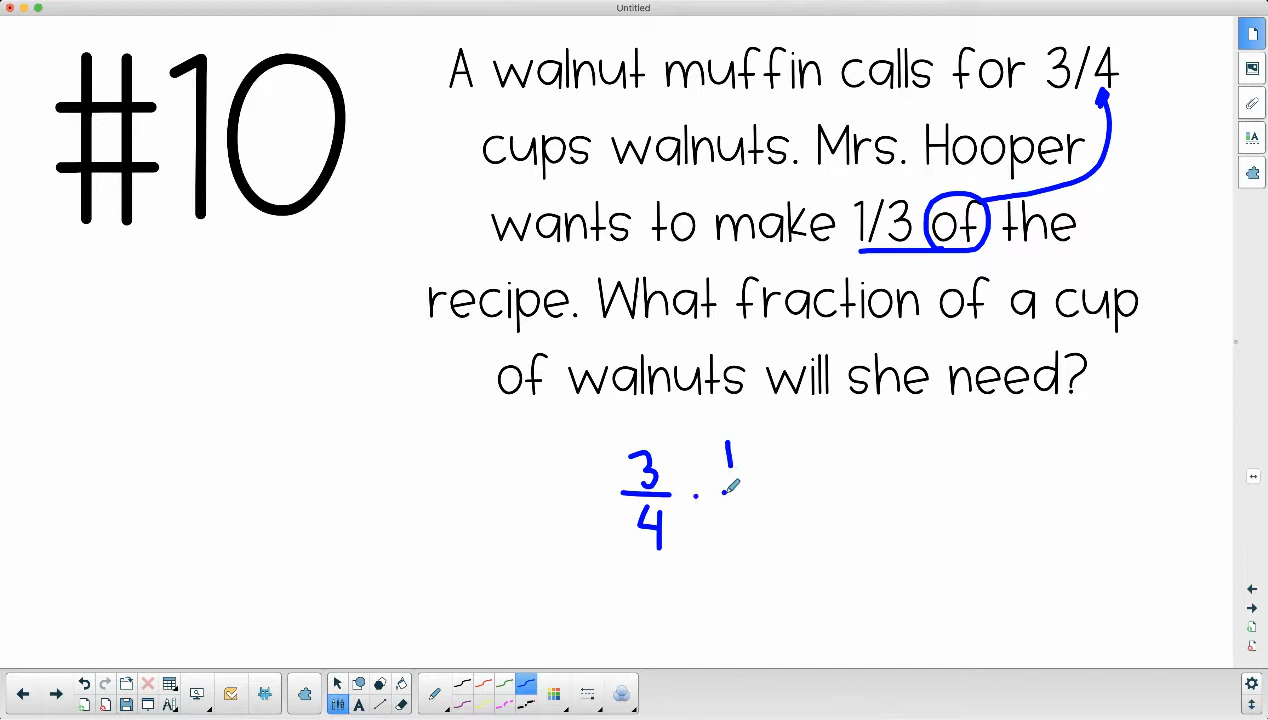 Untitled
#10
A walnut muffin calls for 3/4
cups walnuts. Mrs. Hooper
wants to make 1/3 of the
recipe. What fraction of a cup
of walnuts will she need?
3/4 · 1